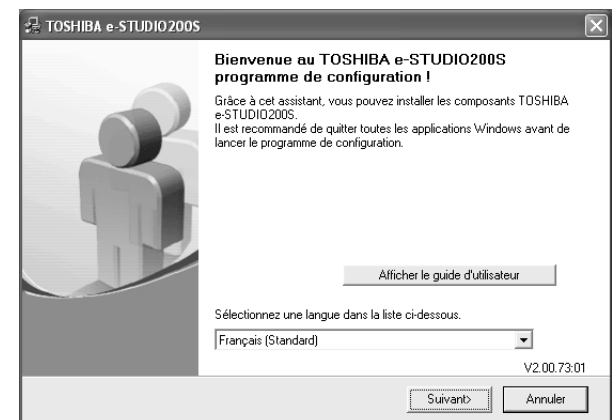 TOSHIBA e-STUDIO200S
Bienvenue au TOSHIBA e-STUDIO200S
programme de configuration !
Grâce à cet assistant, vous pouvez installer les composants TOSHIBA
e-STUDIO200S.
Il est recommandé de quitter toutes les applications Windows avant de
lancer le programme de configuration.
Afficher le guide d'utilisateur
Sélectionnez une langue dans la liste ci-dessous.
Français (Standard)
V2.00.73:01
Suivant>
Annuler